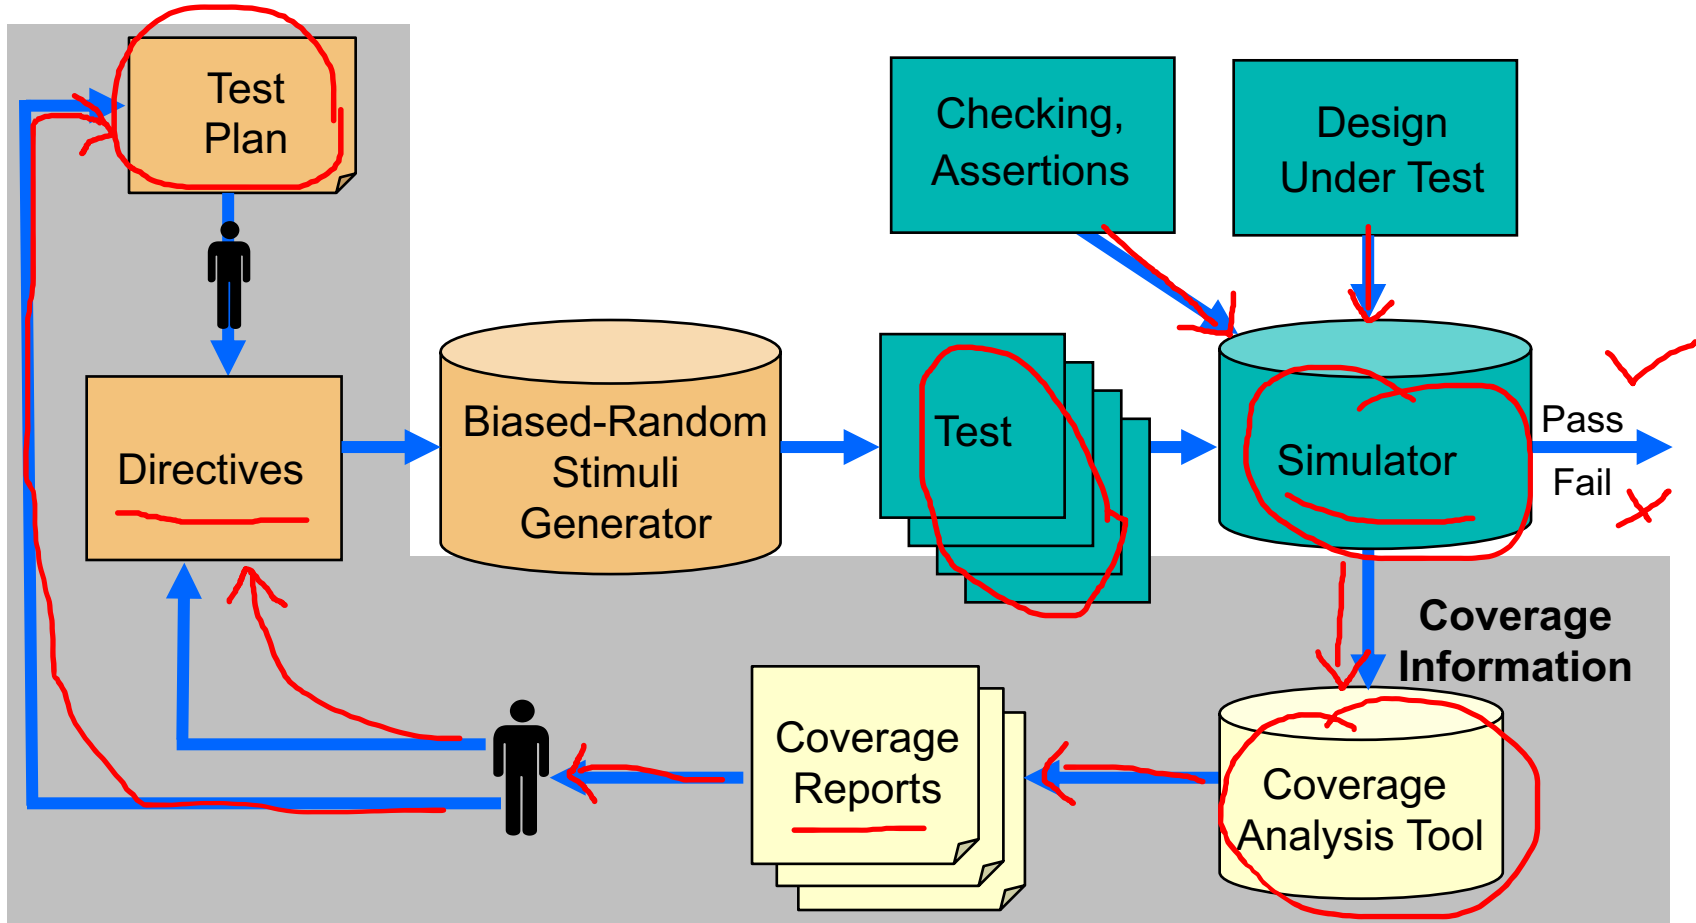 Test
Plan
Checking,
Assertions
Design
Under Test
Directives
Biased-Random
Stimuli
Generator
Test
Simulator
Pass
Fail
Coverage
Information
Coverage
Reports
Coverage
Analysis Tool